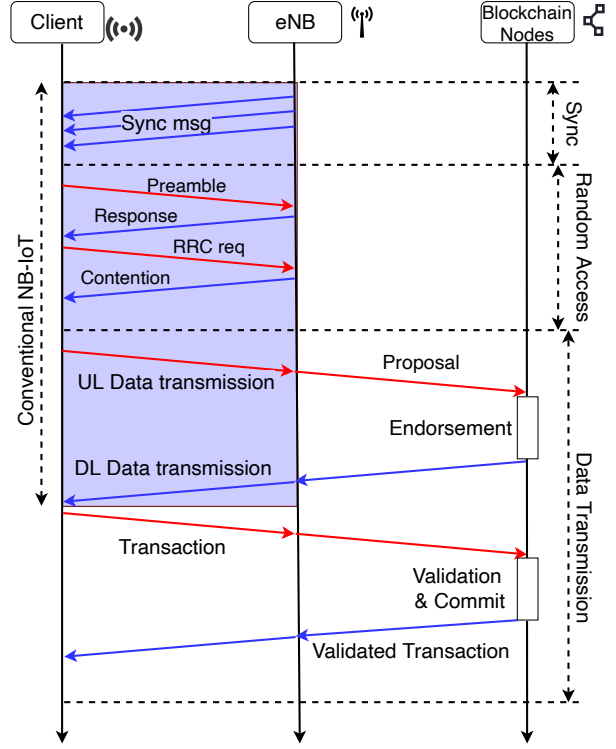 Client
eNB
Blockchain
Nodes
Sync msg
Sync
Preamble
Response
RRC req
Contention
Random Access
Conventional NB-IoT
Proposal
UL Data transmission
Endorsement
DL Data transmission
Data Transmission
Transaction
Validation
& Commit
Validated Transaction